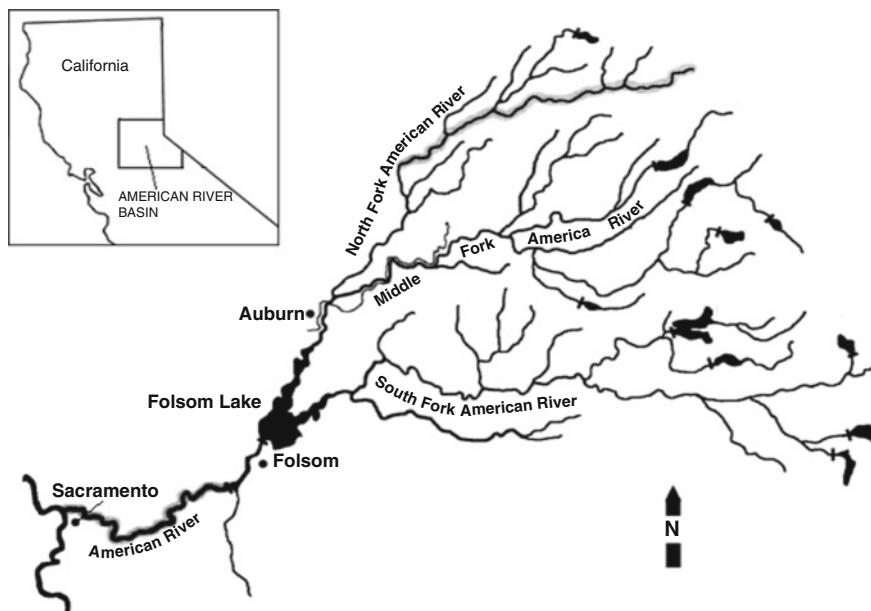 California
AMERICAN RIVER
BASIN
North Fork American River
Middle Fork America River
Auburn
Folsom Lake
South Fork American River
Folsom
Sacramento
American River
N